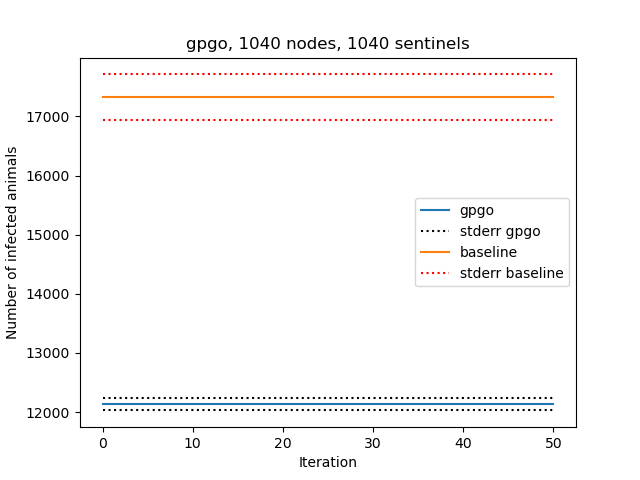 gpgo, 1040 nodes, 1040 sentinels
Number of infected animals
17000
16000
15000
14000
13000
12000
gpgo
stderr gpgo
baseline
stderr baseline
0 10 20 30 40 50
Iteration